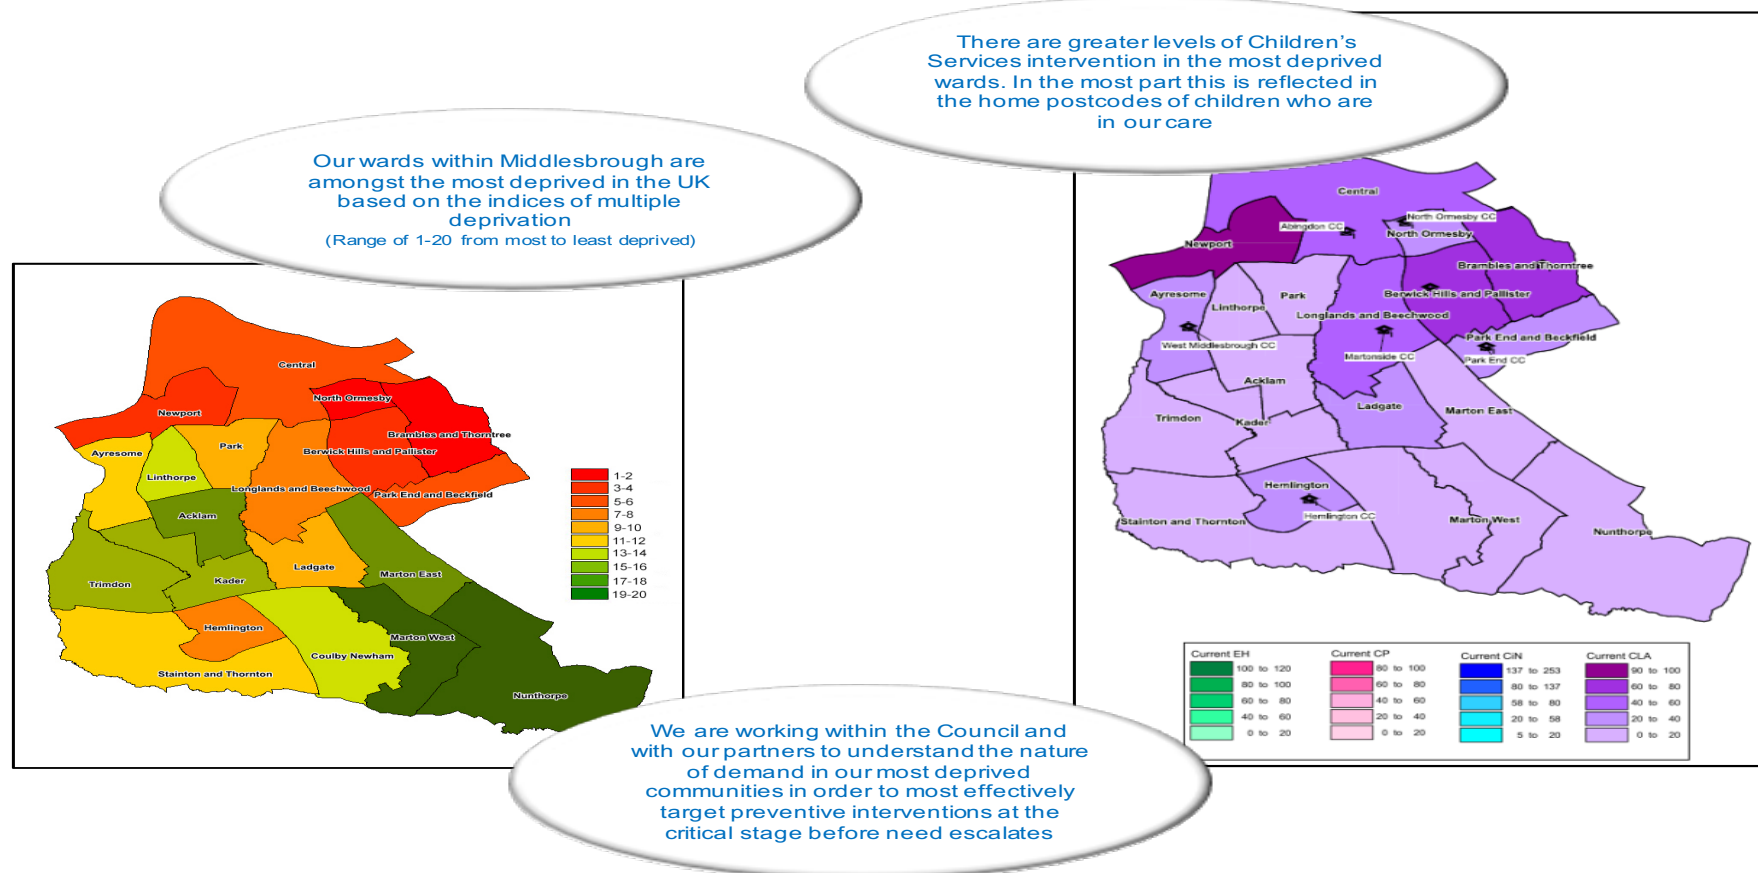 There are greater levels of Children's
Services intervention in the most deprived
wards. In the most part this is reflected in
the home postcodes of children who are
in our care
Our wards within Middlesbrough are
amongst the most deprived in the UK
based on the indices of multiple
deprivation
(Range of 1-20 from most to least deprived)
Central
North Ormesby
Newport
Brambles and Thorntree
Park
Berwick Hills and Pallister
Ayresome
Linthorpe
Longlands and Beechwood
Park End and Beckfield
Acklam
Ladgate
Marton East
Kader
Trimdon
Hemlington
Marton West
Coulby Newham
Stainton and Thornton
Nunthorpe
1-2
3-4
5-6
7-8
9-10
11-12
13-14
15-16
17-18
19-20
Central
North Ormesby CC
Abingdon CC
North Ormesby
Newport
Brambles and Thorntree
Ayresome
Park
Berwick Hills and Pallister
Linthorpe
Longlands and Beechwood
Park End and Beckfield
West Middlesbrough CC
Martonside CC
Park End CC
Acklam
Ladgate
Marton East
Trimdon
Kader
Hemlington
Hemlington CC
Stainton and Thornton
Marton West
Nunthorpe
Current EH
100 to 120
80 to 100
60 to 80
40 to 60
0 to 20
Current CP
80 to 100
60 to 80
40 to 60
20 to 40
0 to 20
Current CiN
137 to 253
80 to 137
58 to 80
20 to 58
5 to 20
Current CLA
90 to 100
60 to 80
40 to 60
20 to 40
0 to 20
We are working within the Council and
with our partners to understand the nature
of demand in our most deprived
communities in order to most effectively
target preventive interventions at the
critical stage before need escalates